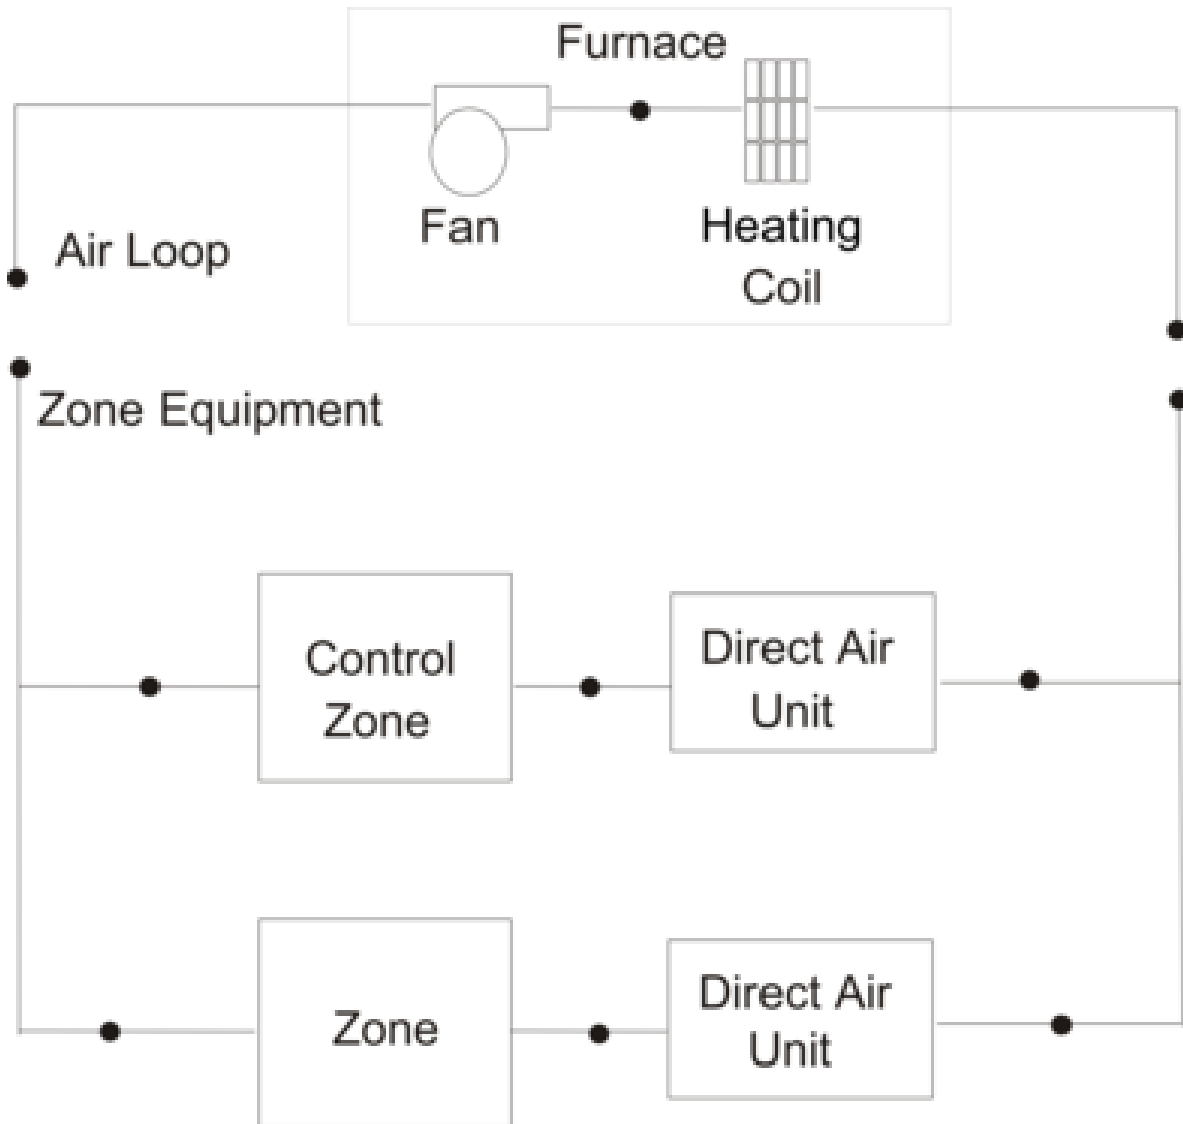 Furnace
Fan
Heating
Coil
Air Loop
Zone Equipment
Control
Zone
Direct Air
Unit
Zone
Direct Air
Unit